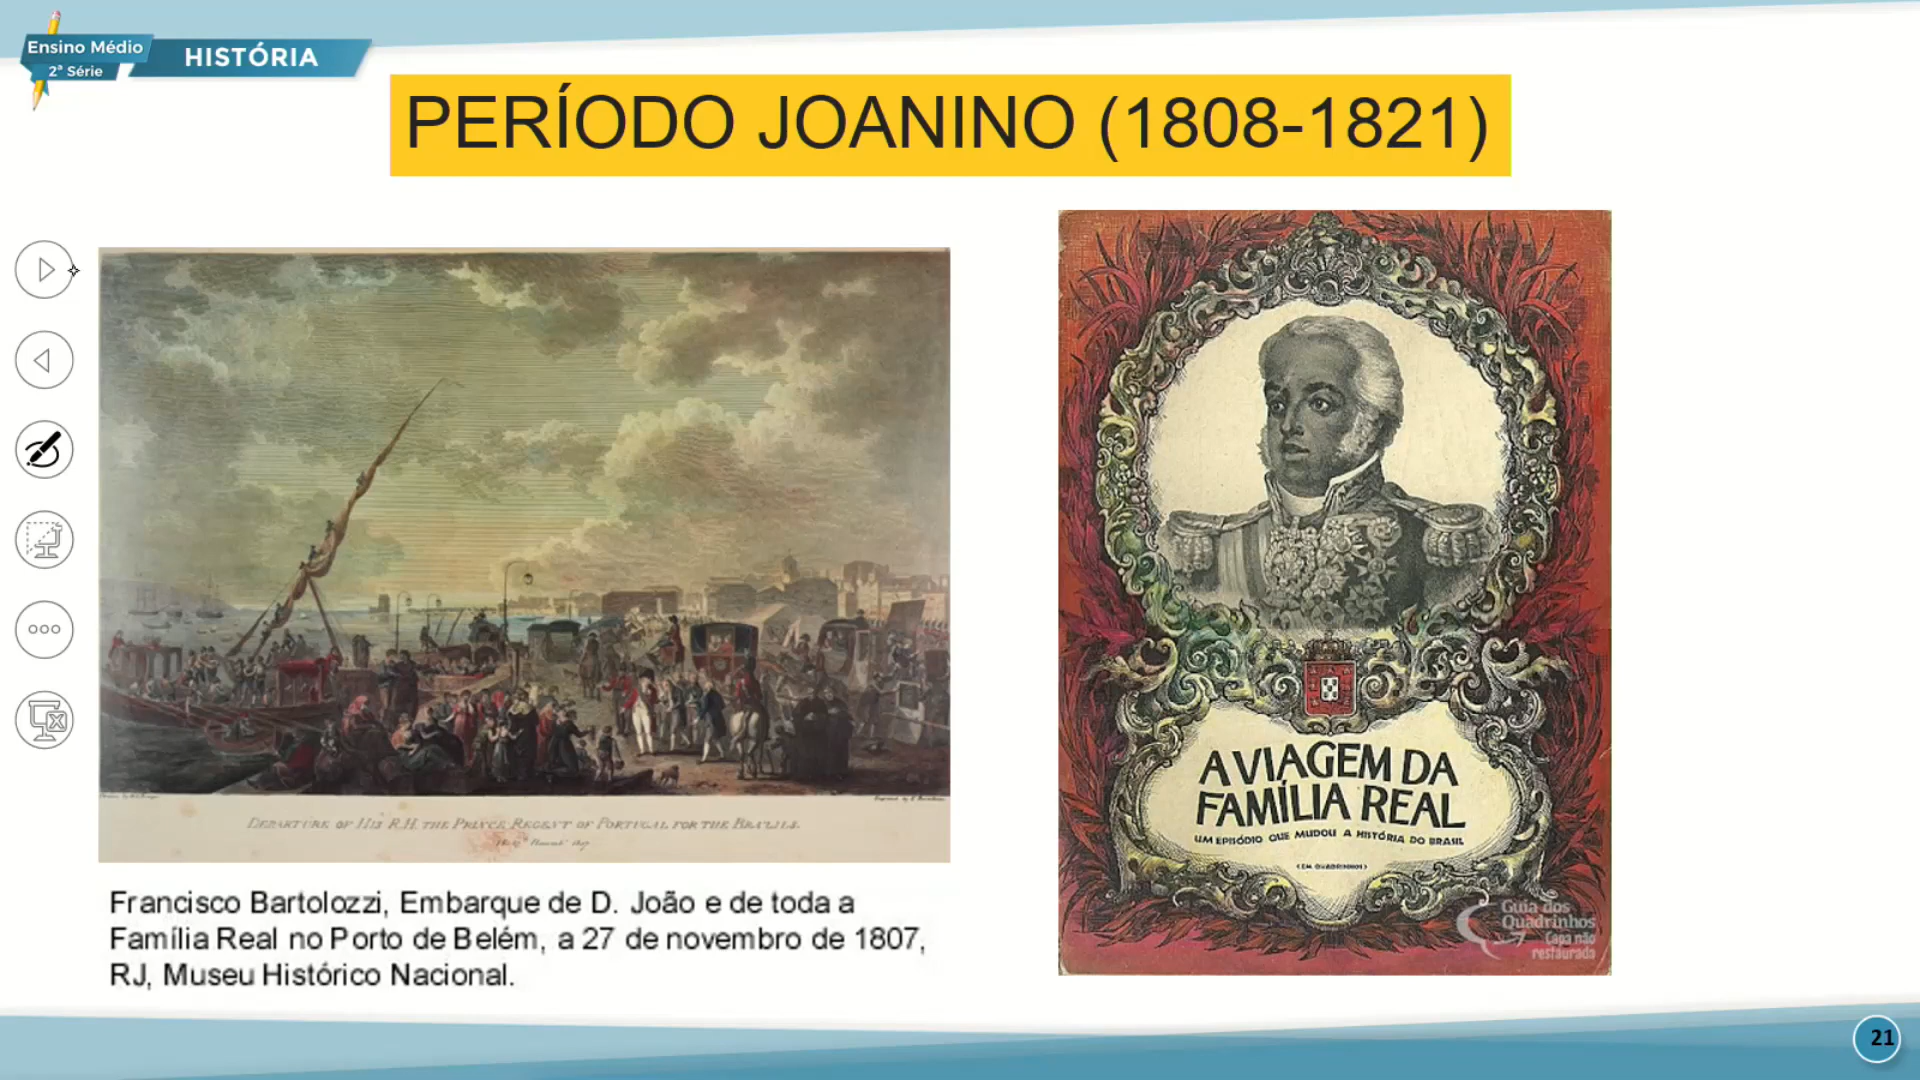 Ensino Médio
2ª Série
HISTÓRIA
PERÍODO JOANINO (1808-1821)
DEPARTURE OF HIS R.H. THE PRINCE REGENT OF PORTUGAL FOR THE BRAZILS.
Francisco Bartolozzi, Embarque de D. João e de toda a
Família Real no Porto de Belém, a 27 de novembro de 1807,
RJ, Museu Histórico Nacional.
A VIAGEM DA
FAMÍLIA REAL
UM EPISÓDIO QUE MUDOU A HISTÓRIA DO BRASIL
(EM QUADRINHOS)
Guia dos
Quadrinhos
Capa não
restaurada
21